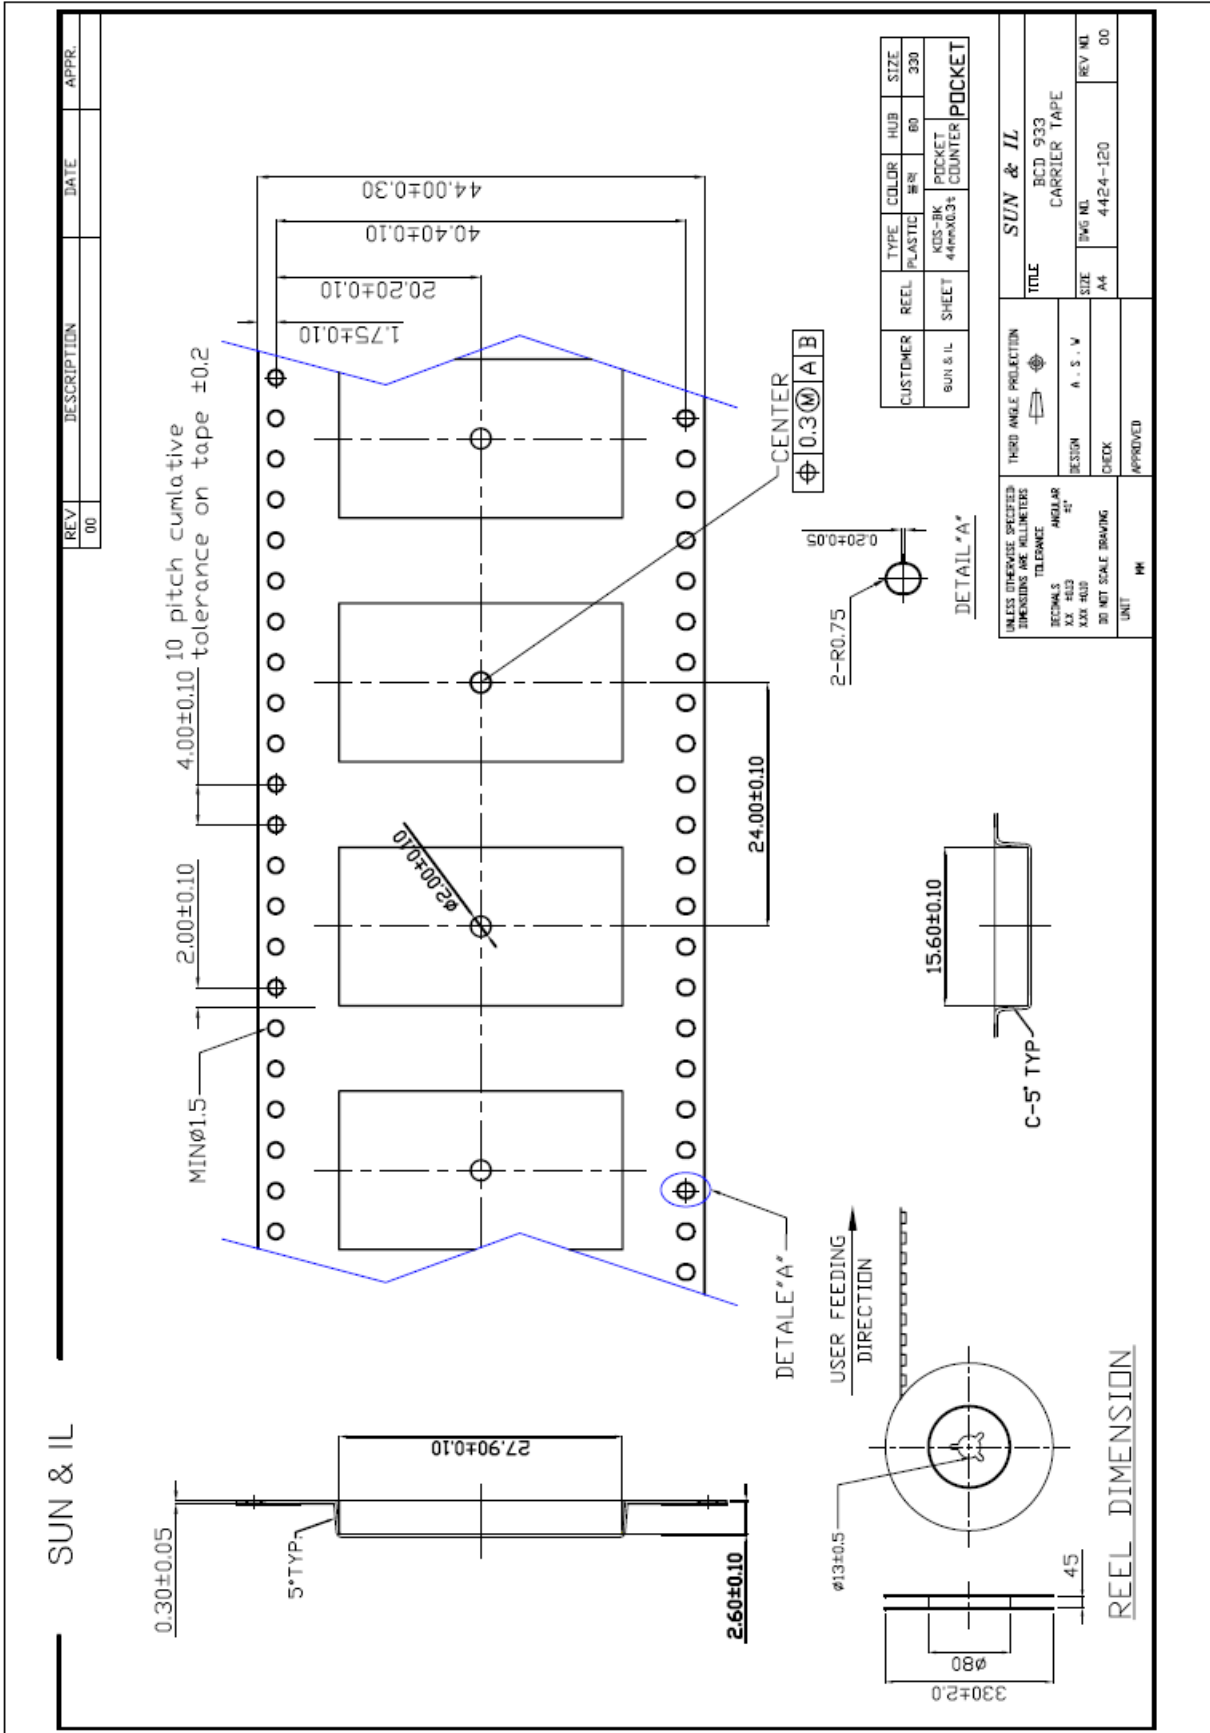 SUN & IL
REV DESCRIPTION DATE APPR.
00
10 pitch cumlative
tolerance on tape ±0.2
4.00±0.10
2.00±0.10
MINØ1.5
1.75±0.10
20.20±0.10
40.40±0.10
44.00±0.30
Ø2.00±0.10
CENTER
0.3 Ⓜ A B
24.00±0.10
DETALE"A"
0.30±0.05
5°TYP.
27.90±0.10
2.60±0.10
USER FEEDING
DIRECTION
15.60±0.10
C-5° TYP
2-R0.75
0.20±0.05
DETAIL"A"
Ø13±0.5
Ø80
330±2.0
45
REEL DIMENSION
CUSTOMER REEL TYPE COLOR HUB SIZE
PLASTIC 블랙 80 330
SUN & IL SHEET KDS-BK POCKET POCKET
44mmX0.3t COUNTER
UNLESS OTHERWISE SPECIFIED:
DIMENSIONS ARE MILLIMETERS
TOLERANCE
DECIMALS ANGULAR
X.X ±0.13 ±1°
X.XX ±0.10
DO NOT SCALE DRAWING
UNIT MM
THIRD ANGLE PROJECTION
DESIGN A . S . W
CHECK
APPROVED
SUN & IL
TITLE BCD 933
CARRIER TAPE
SIZE DWG NO. REV NO.
A4 4424-120 00